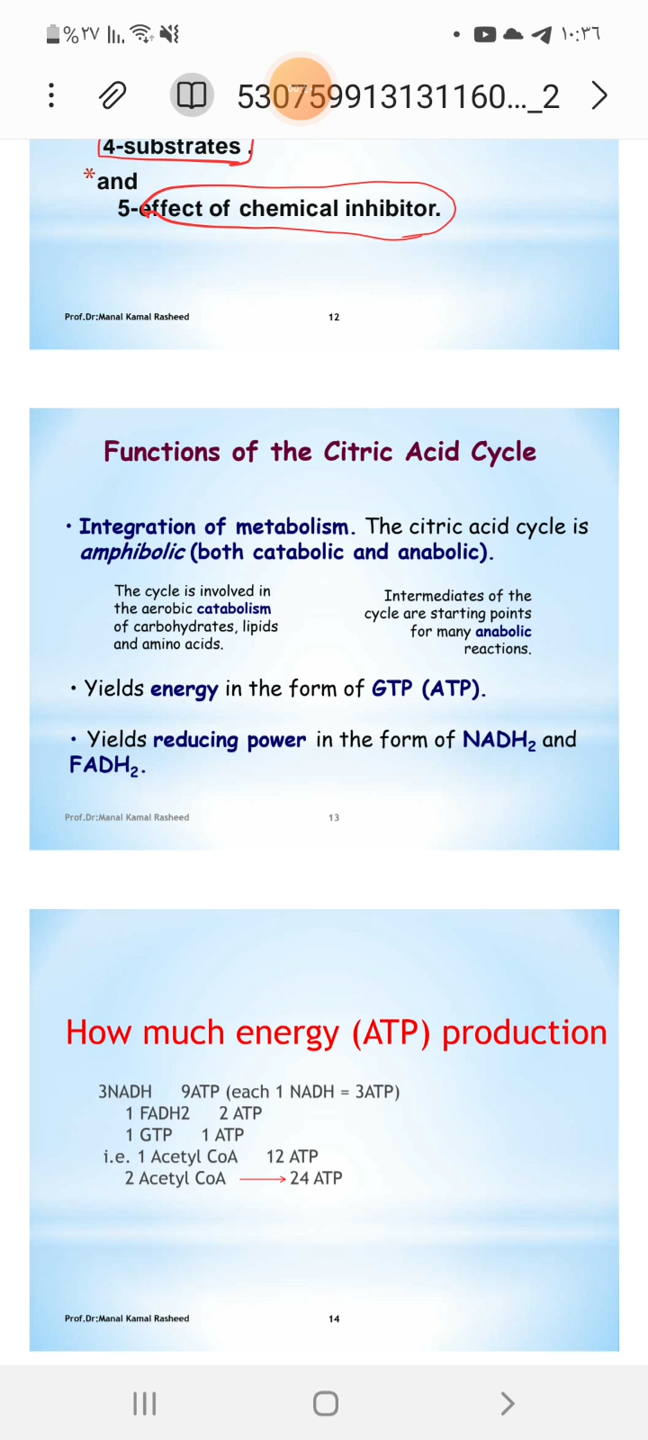 %٢٧
١٠:٣٦
530759913131160..._2
4-substrates .
*and
5-effect of chemical inhibitor.
Prof.Dr:Manal Kamal Rasheed 12
Functions of the Citric Acid Cycle
• Integration of metabolism. The citric acid cycle is
amphibolic (both catabolic and anabolic).
The cycle is involved in
the aerobic catabolism
of carbohydrates, lipids
and amino acids.
Intermediates of the
cycle are starting points
for many anabolic
reactions.
• Yields energy in the form of GTP (ATP).
• Yields reducing power in the form of NADH₂ and
FADH₂.
Prof.Dr:Manal Kamal Rasheed 13
How much energy (ATP) production
3NADH 9ATP (each 1 NADH = 3ATP)
1 FADH2 2 ATP
1 GTP 1 ATP
i.e. 1 Acetyl CoA 12 ATP
2 Acetyl CoA → 24 ATP
Prof.Dr:Manal Kamal Rasheed 14